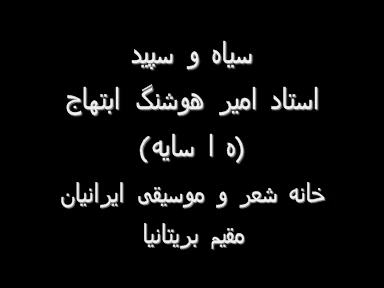 سیاه و سپید
استاد امیر هوشنگ ابتهاج
(ه ا سایه)
خانه شعر و موسیقی ایرانیان
مقیم بریتانیا